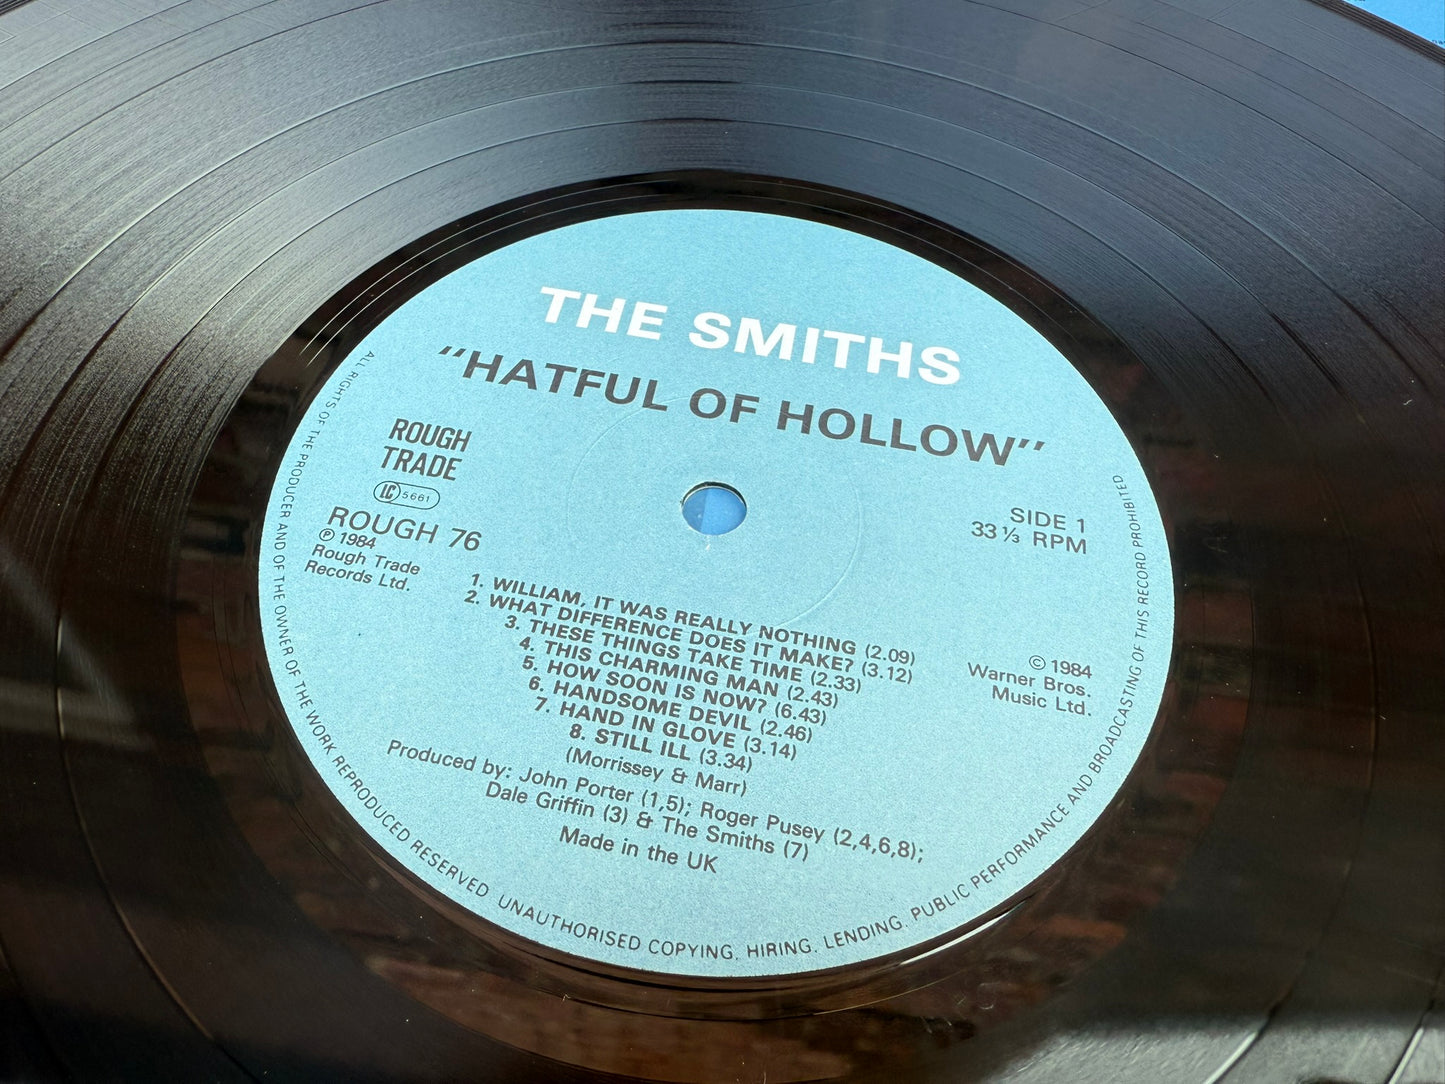 THE SMITHS
"HATFUL OF HOLLOW"
ROUGH
TRADE
LC 5661
ROUGH 76
℗ 1984
Rough Trade
Records Ltd.
SIDE 1
33 ⅓ RPM
1. WILLIAM, IT WAS REALLY NOTHING (2.09)
2. WHAT DIFFERENCE DOES IT MAKE? (3.12)
3. THESE THINGS TAKE TIME (2.33)
4. THIS CHARMING MAN (2.43)
5. HOW SOON IS NOW? (6.43)
6. HANDSOME DEVIL (2.46)
7. HAND IN GLOVE (3.14)
8. STILL ILL (3.34)
(Morrissey & Marr)
© 1984
Warner Bros.
Music Ltd.
Produced by: John Porter (1,5); Roger Pusey (2,4,6,8);
Dale Griffin (3) & The Smiths (7)
Made in the UK
ALL RIGHTS OF THE PRODUCER AND OF THE OWNER OF THE WORK REPRODUCED RESERVED UNAUTHORISED COPYING, HIRING, LENDING, PUBLIC PERFORMANCE AND BROADCASTING OF THIS RECORD PROHIBITED